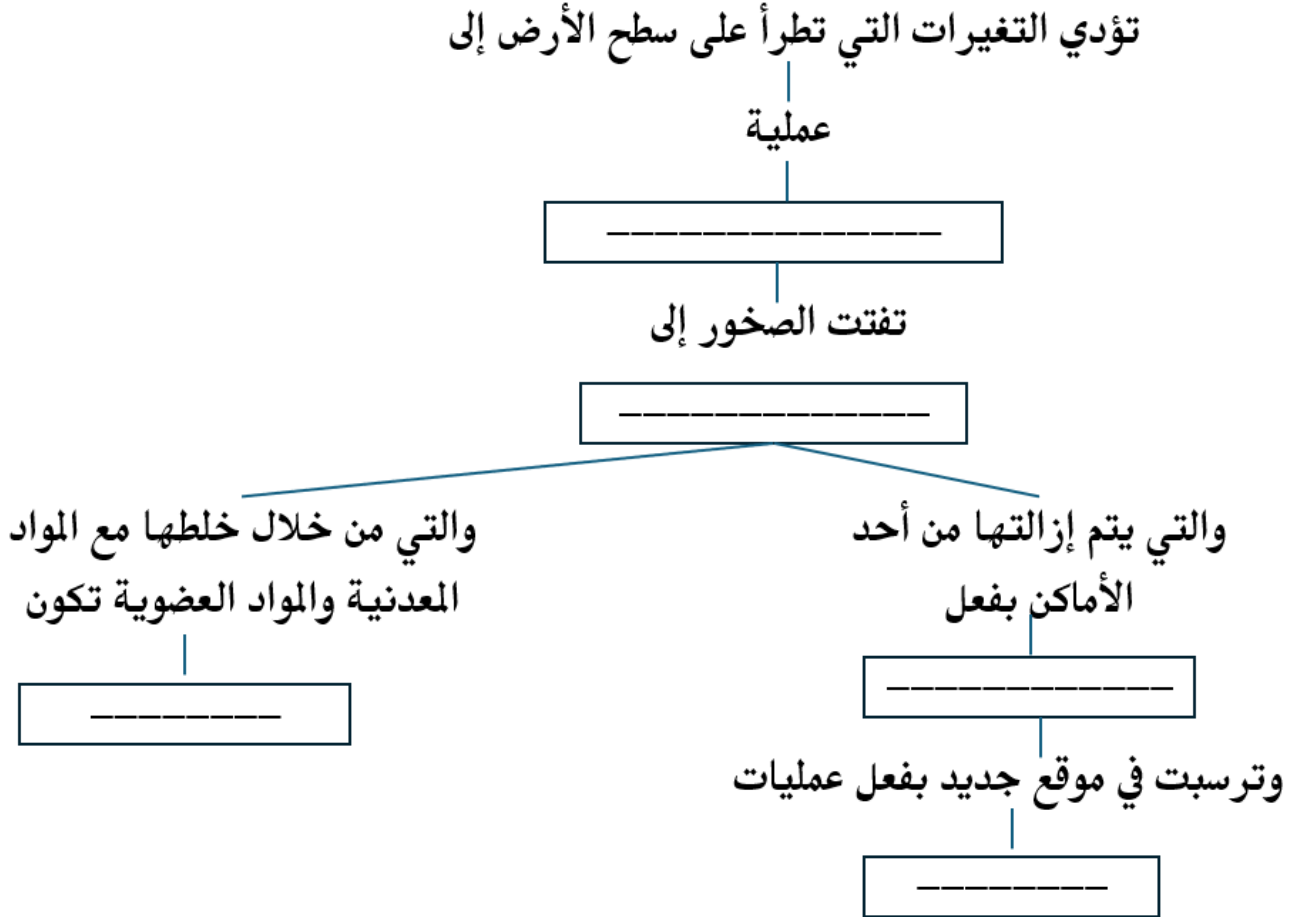 تؤدي التغيرات التي تطرأ على سطح الأرض إلى
عملية
______________
تفتت الصخور إلى
_____________
والتي يتم إزالتها من أحد
الأماكن بفعل
____________
وترسبت في موقع جديد بفعل عمليات
________
والتي من خلال خلطها مع المواد
المعدنية والمواد العضوية تكون
________